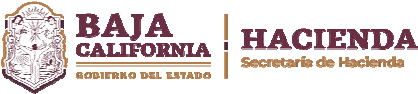 BAJA
CALIFORNIA
GOBIERNO DEL ESTADO
HACIENDA
Secretaría de Hacienda